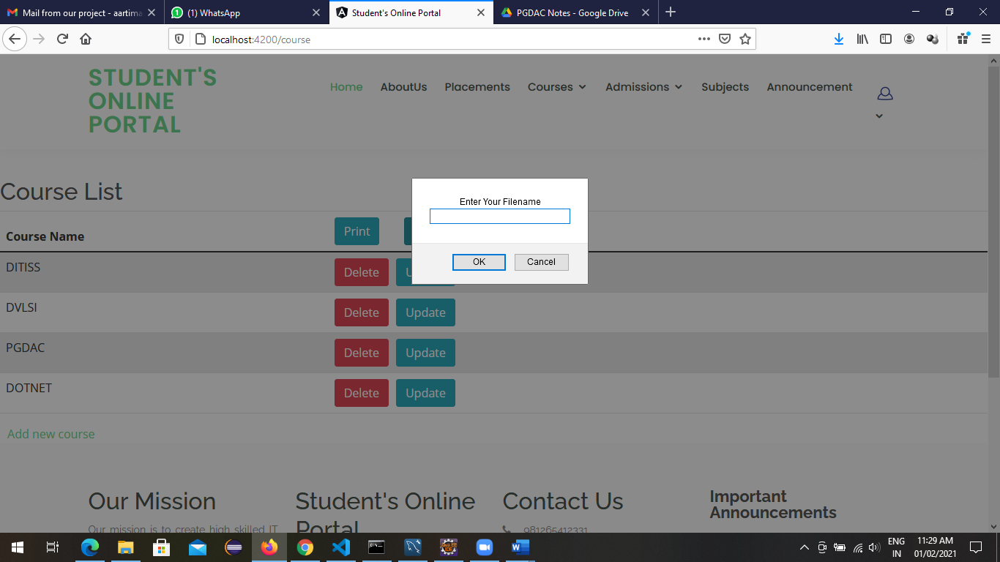 Mail from our project - aartima
(1) WhatsApp
Student's Online Portal
PGDAC Notes - Google Drive
localhost:4200/course
STUDENT'S
ONLINE
PORTAL
Home
AboutUs
Placements
Courses
Admissions
Subjects
Announcement
Course List
Enter Your Filename
OK
Cancel
Course Name
Print
DITISS
Delete
DVLSI
Delete
Update
PGDAC
Delete
Update
DOTNET
Delete
Update
Add new course
Our Mission
Our mission is to create high skilled IT
Student's Online
Portal
Contact Us
981265412331
Important
Announcements
ENG
IN
11:29 AM
01/02/2021